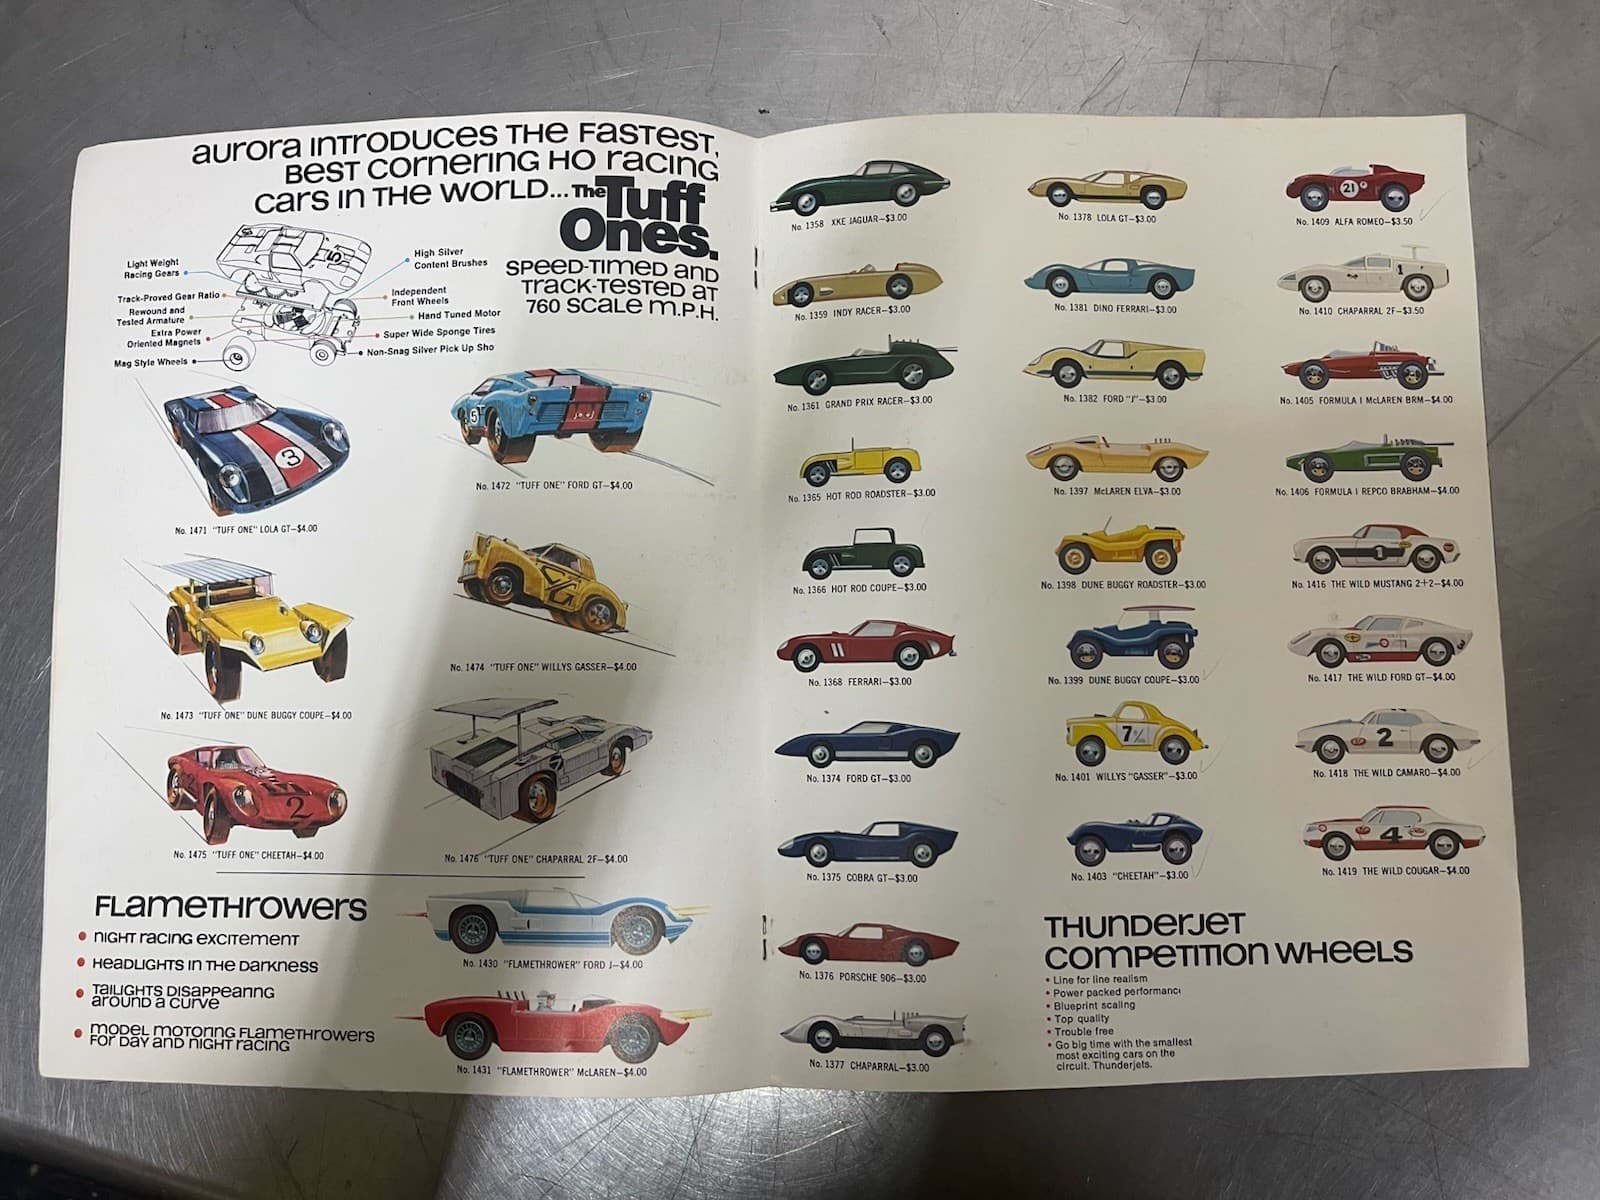 aurora introduces the fastest,
best cornering HO racing
cars in the world... The Tuff
Ones.
speed-timed and
track-tested at
760 scale m.p.h.
Light Weight
Racing Gears
Track-Proved Gear Ratio
Rewound and
Tested Armature
Extra Power
Oriented Magnets
Mag Style Wheels
High Silver
Content Brushes
Independent
Front Wheels
Hand Tuned Motor
Super Wide Sponge Tires
Non-Snag Silver Pick Up Sho
5
3
No. 1471 "TUFF ONE" LOLA GT—$4.00
5
No. 1472 "TUFF ONE" FORD GT—$4.00
No. 1473 "TUFF ONE" DUNE BUGGY COUPE—$4.00
No. 1474 "TUFF ONE" WILLYS GASSER—$4.00
2
No. 1475 "TUFF ONE" CHEETAH—$4.00
7
No. 1476 "TUFF ONE" CHAPARRAL 2F—$4.00
Flamethrowers
night racing excitement
headlights in the darkness
tailights disappearing
around a curve
model motoring flamethrowers
for day and night racing
No. 1430 "FLAMETHROWER" FORD J—$4.00
No. 1431 "FLAMETHROWER" McLAREN—$4.00
No. 1358 XKE JAGUAR—$3.00
No. 1359 INDY RACER—$3.00
No. 1361 GRAND PRIX RACER—$3.00
No. 1365 HOT ROD ROADSTER—$3.00
No. 1366 HOT ROD COUPE—$3.00
No. 1368 FERRARI—$3.00
No. 1374 FORD GT—$3.00
No. 1375 COBRA GT—$3.00
No. 1376 PORSCHE 906—$3.00
No. 1377 CHAPARRAL—$3.00
No. 1378 LOLA GT—$3.00
No. 1381 DINO FERRARI—$3.00
No. 1382 FORD "J"—$3.00
No. 1397 McLAREN ELVA—$3.00
No. 1398 DUNE BUGGY ROADSTER—$3.00
No. 1399 DUNE BUGGY COUPE—$3.00
7
No. 1401 WILLYS "GASSER"—$3.00
No. 1403 "CHEETAH"—$3.00
21
No. 1409 ALFA ROMEO—$3.50
1
No. 1410 CHAPARRAL 2F—$3.50
No. 1405 FORMULA I McLAREN BRM—$4.00
No. 1406 FORMULA I REPCO BRABHAM—$4.00
1
No. 1416 THE WILD MUSTANG 2+2—$4.00
3
No. 1417 THE WILD FORD GT—$4.00
2
No. 1418 THE WILD CAMARO—$4.00
4
No. 1419 THE WILD COUGAR—$4.00
Thunderjet
competition wheels
• Line for line realism
• Power packed performance
• Blueprint scaling
• Top quality
• Trouble free
• Go big time with the smallest
most exciting cars on the
circuit. Thunderjets.